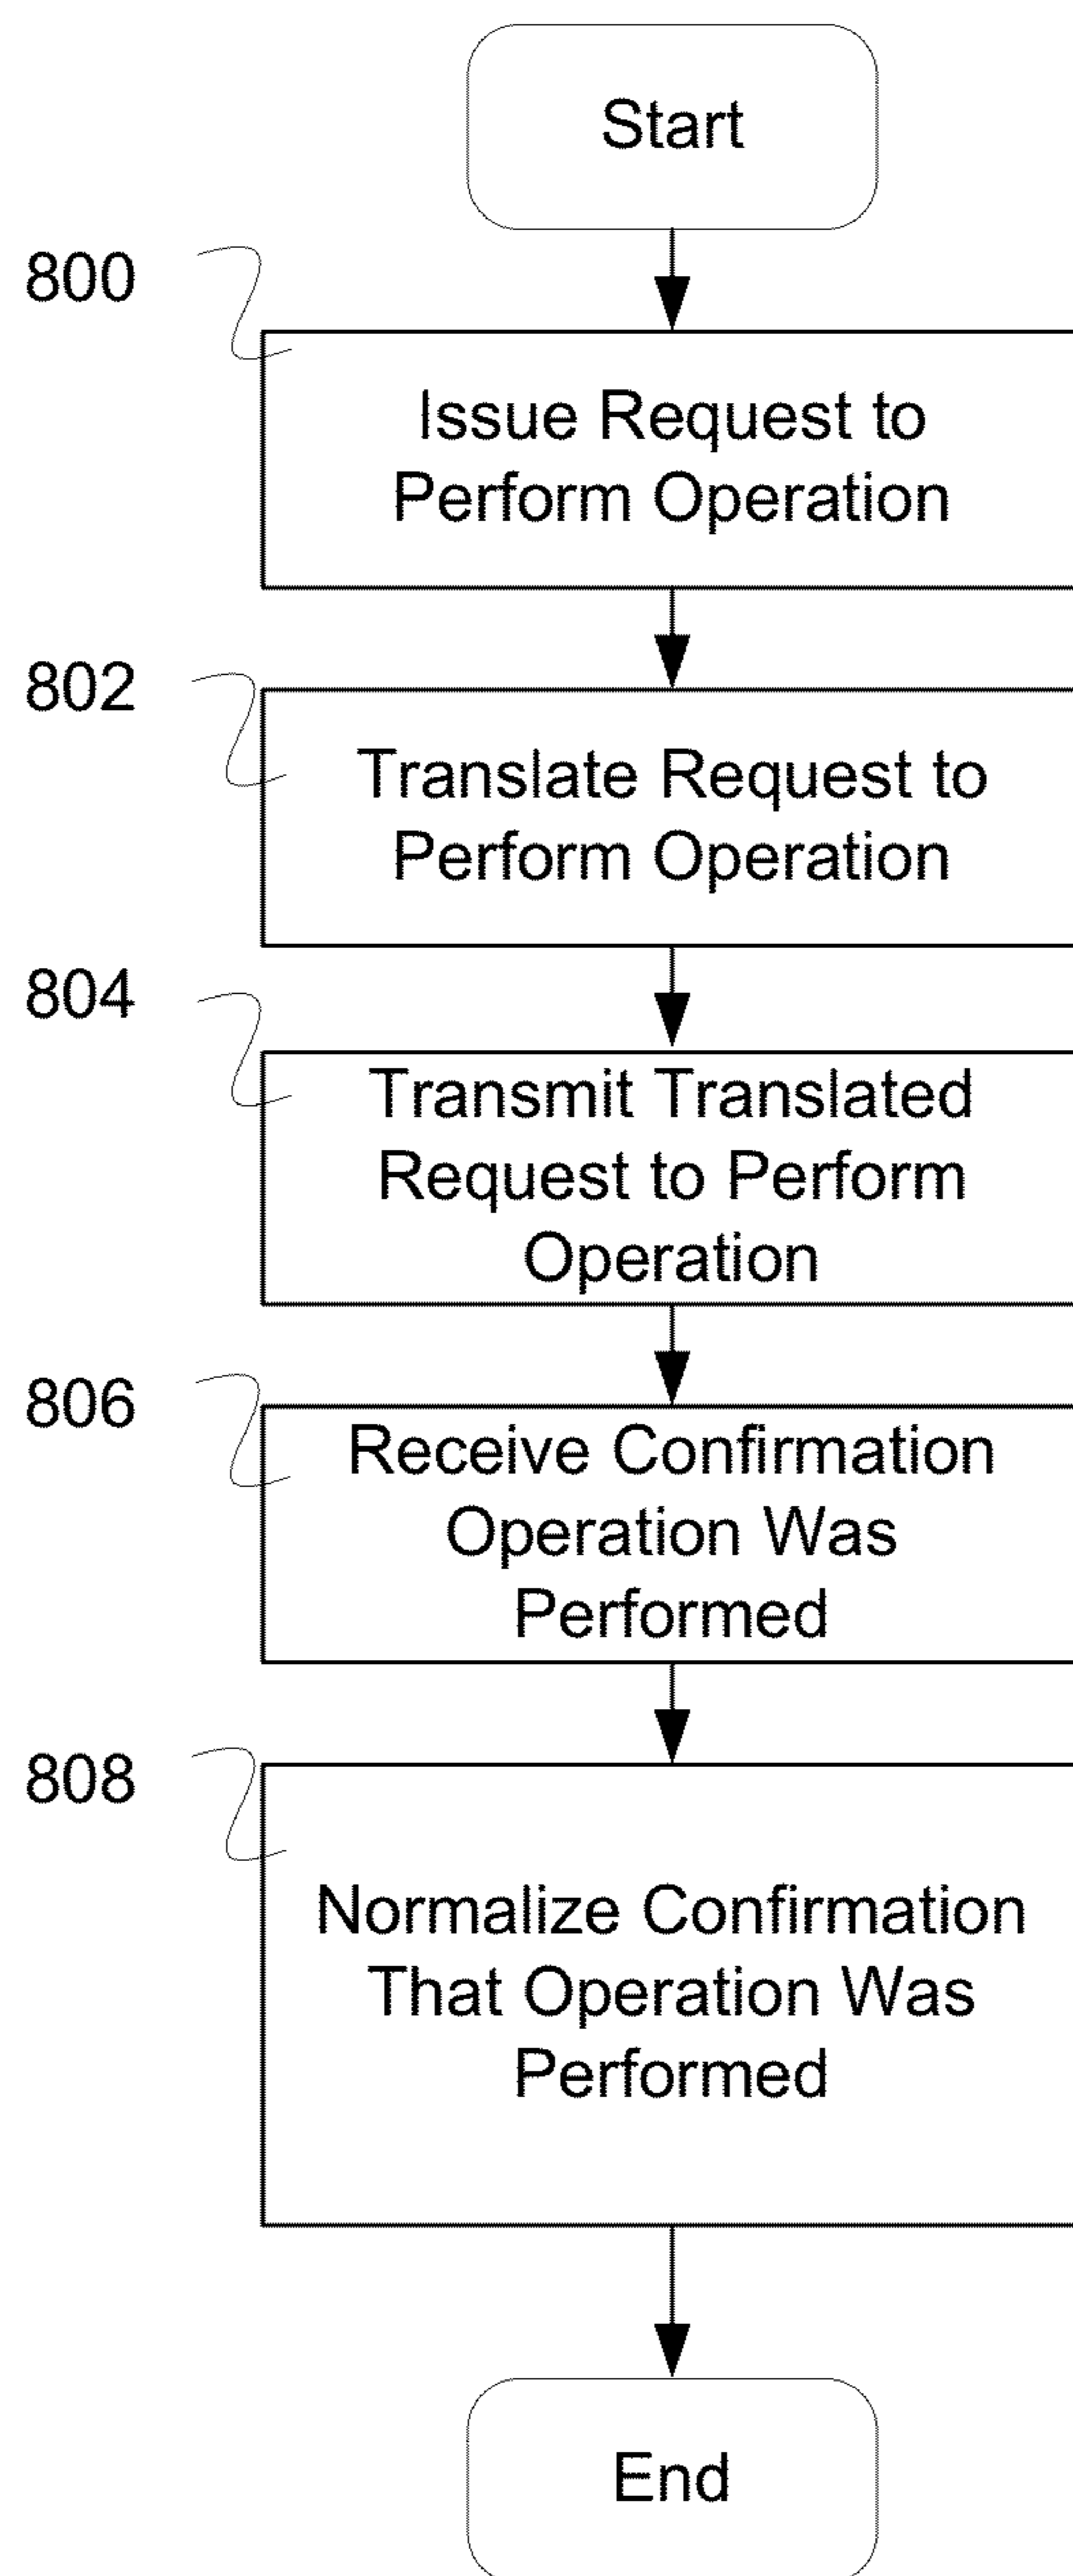 Start
800
Issue Request to
Perform Operation
802
Translate Request to
Perform Operation
804
Transmit Translated
Request to Perform
Operation
806
Receive Confirmation
Operation Was
Performed
808
Normalize Confirmation
That Operation Was
Performed
End